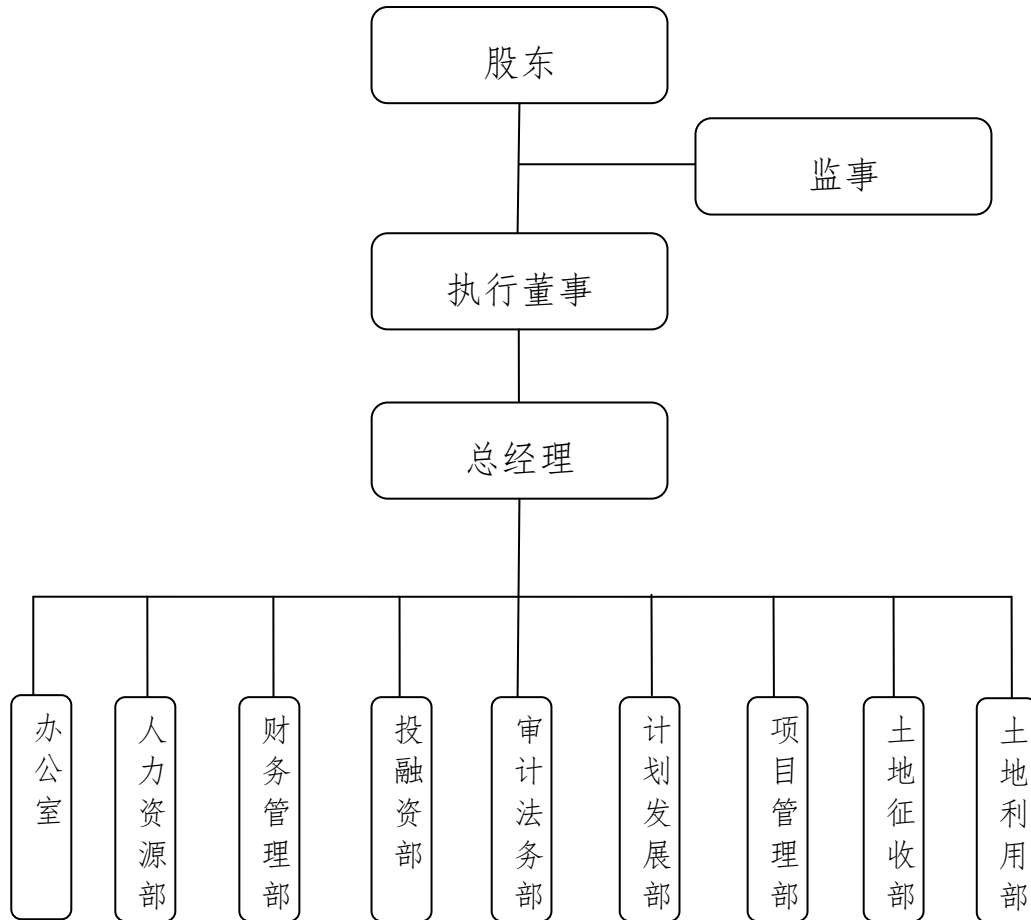 股东
监事
执行董事
总经理
办公室
人力资源部
财务管理部
投融资部
审计法务部
计划发展部
项目管理部
土地征收部
土地利用部